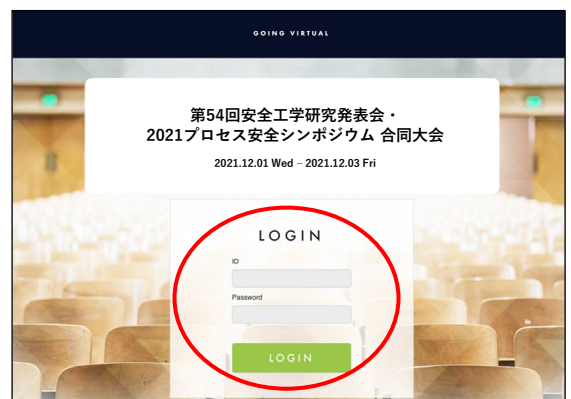 GOING VIRTUAL
第54回安全工学研究発表会・
2021プロセス安全シンポジウム 合同大会
2021.12.01 Wed – 2021.12.03 Fri
LOGIN
ID
Password
LOGIN